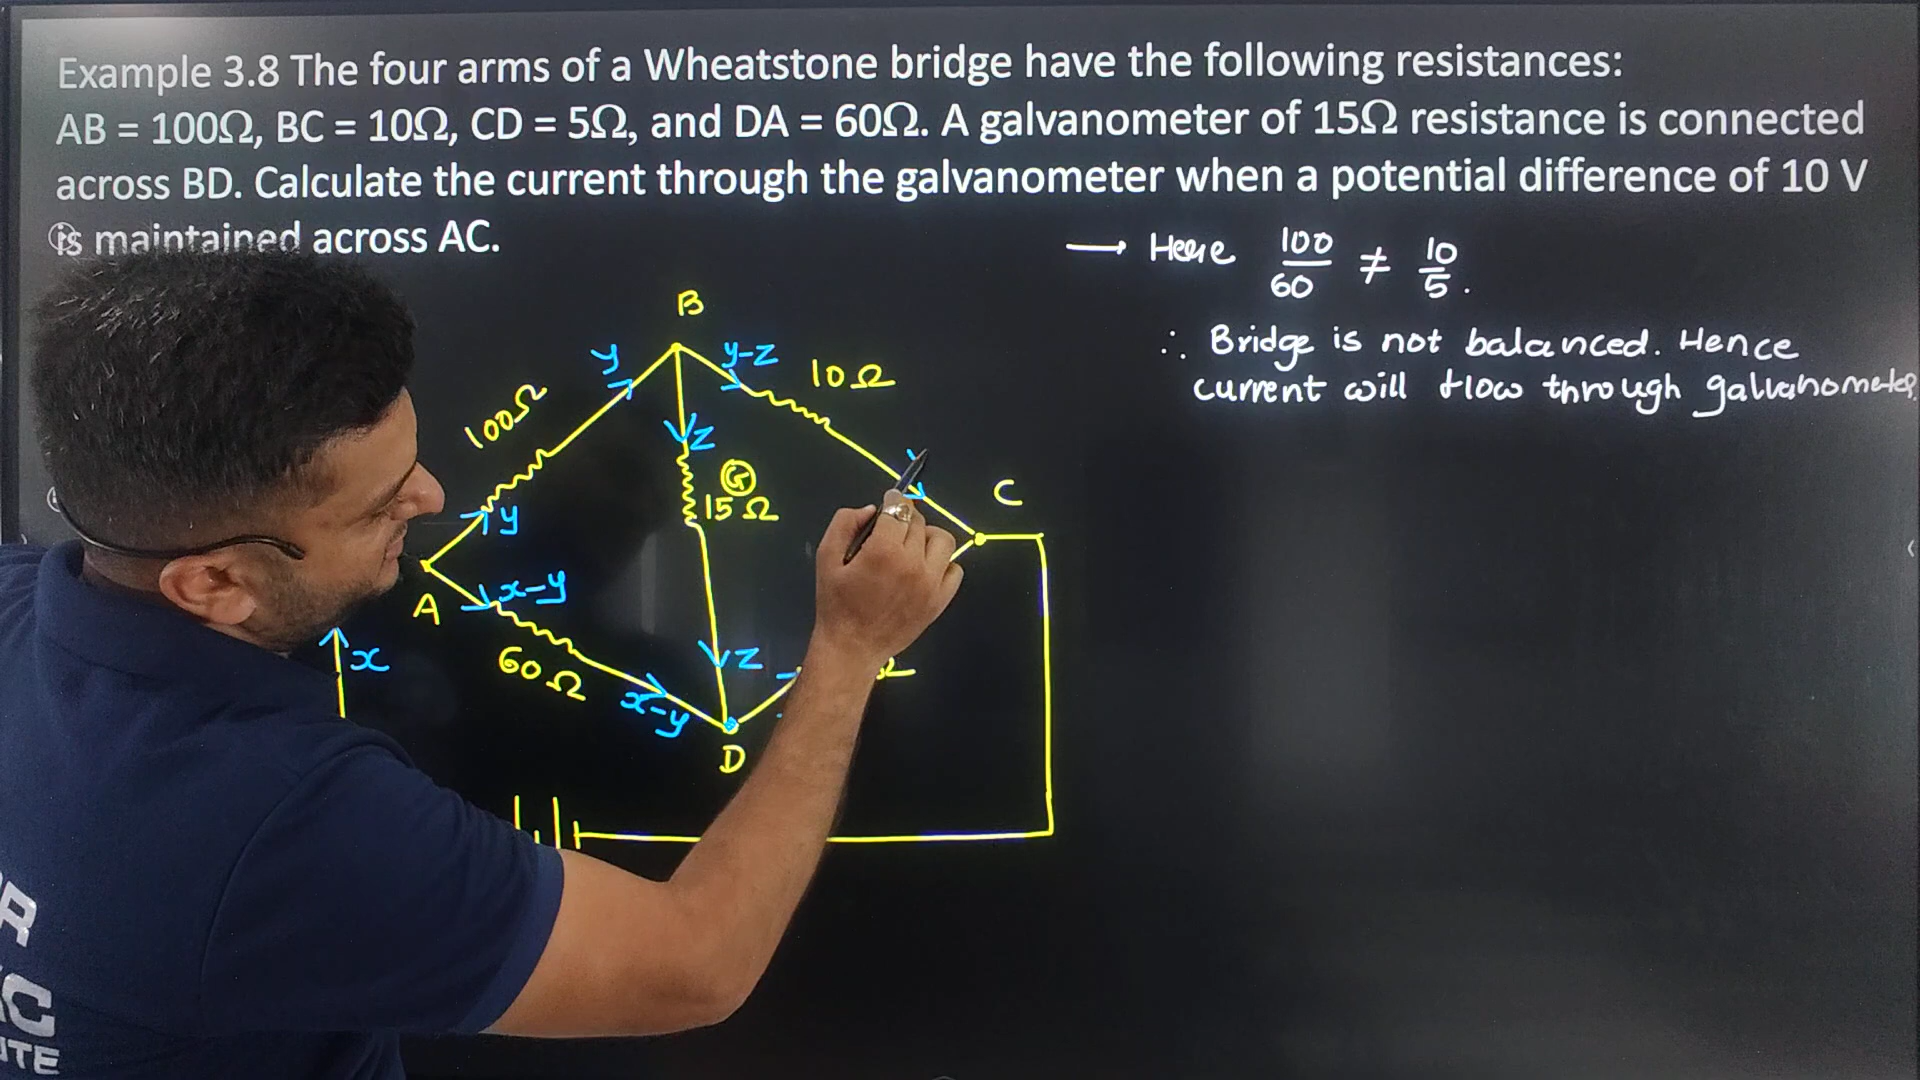 Example 3.8 The four arms of a Wheatstone bridge have the following resistances:
AB = 100Ω, BC = 10Ω, CD = 5Ω, and DA = 60Ω. A galvanometer of 15Ω resistance is connected
across BD. Calculate the current through the galvanometer when a potential difference of 10 V
is maintained across AC.
→ Here 100/60 ≠ 10/5.
∴ Bridge is not balanced. Hence
current will flow through galvanometer.
B
y
y-z
10Ω
100Ω
z
G
15Ω
C
y
x-y
A
x
60Ω
z
x-y
D
Ω
R
C
UTE